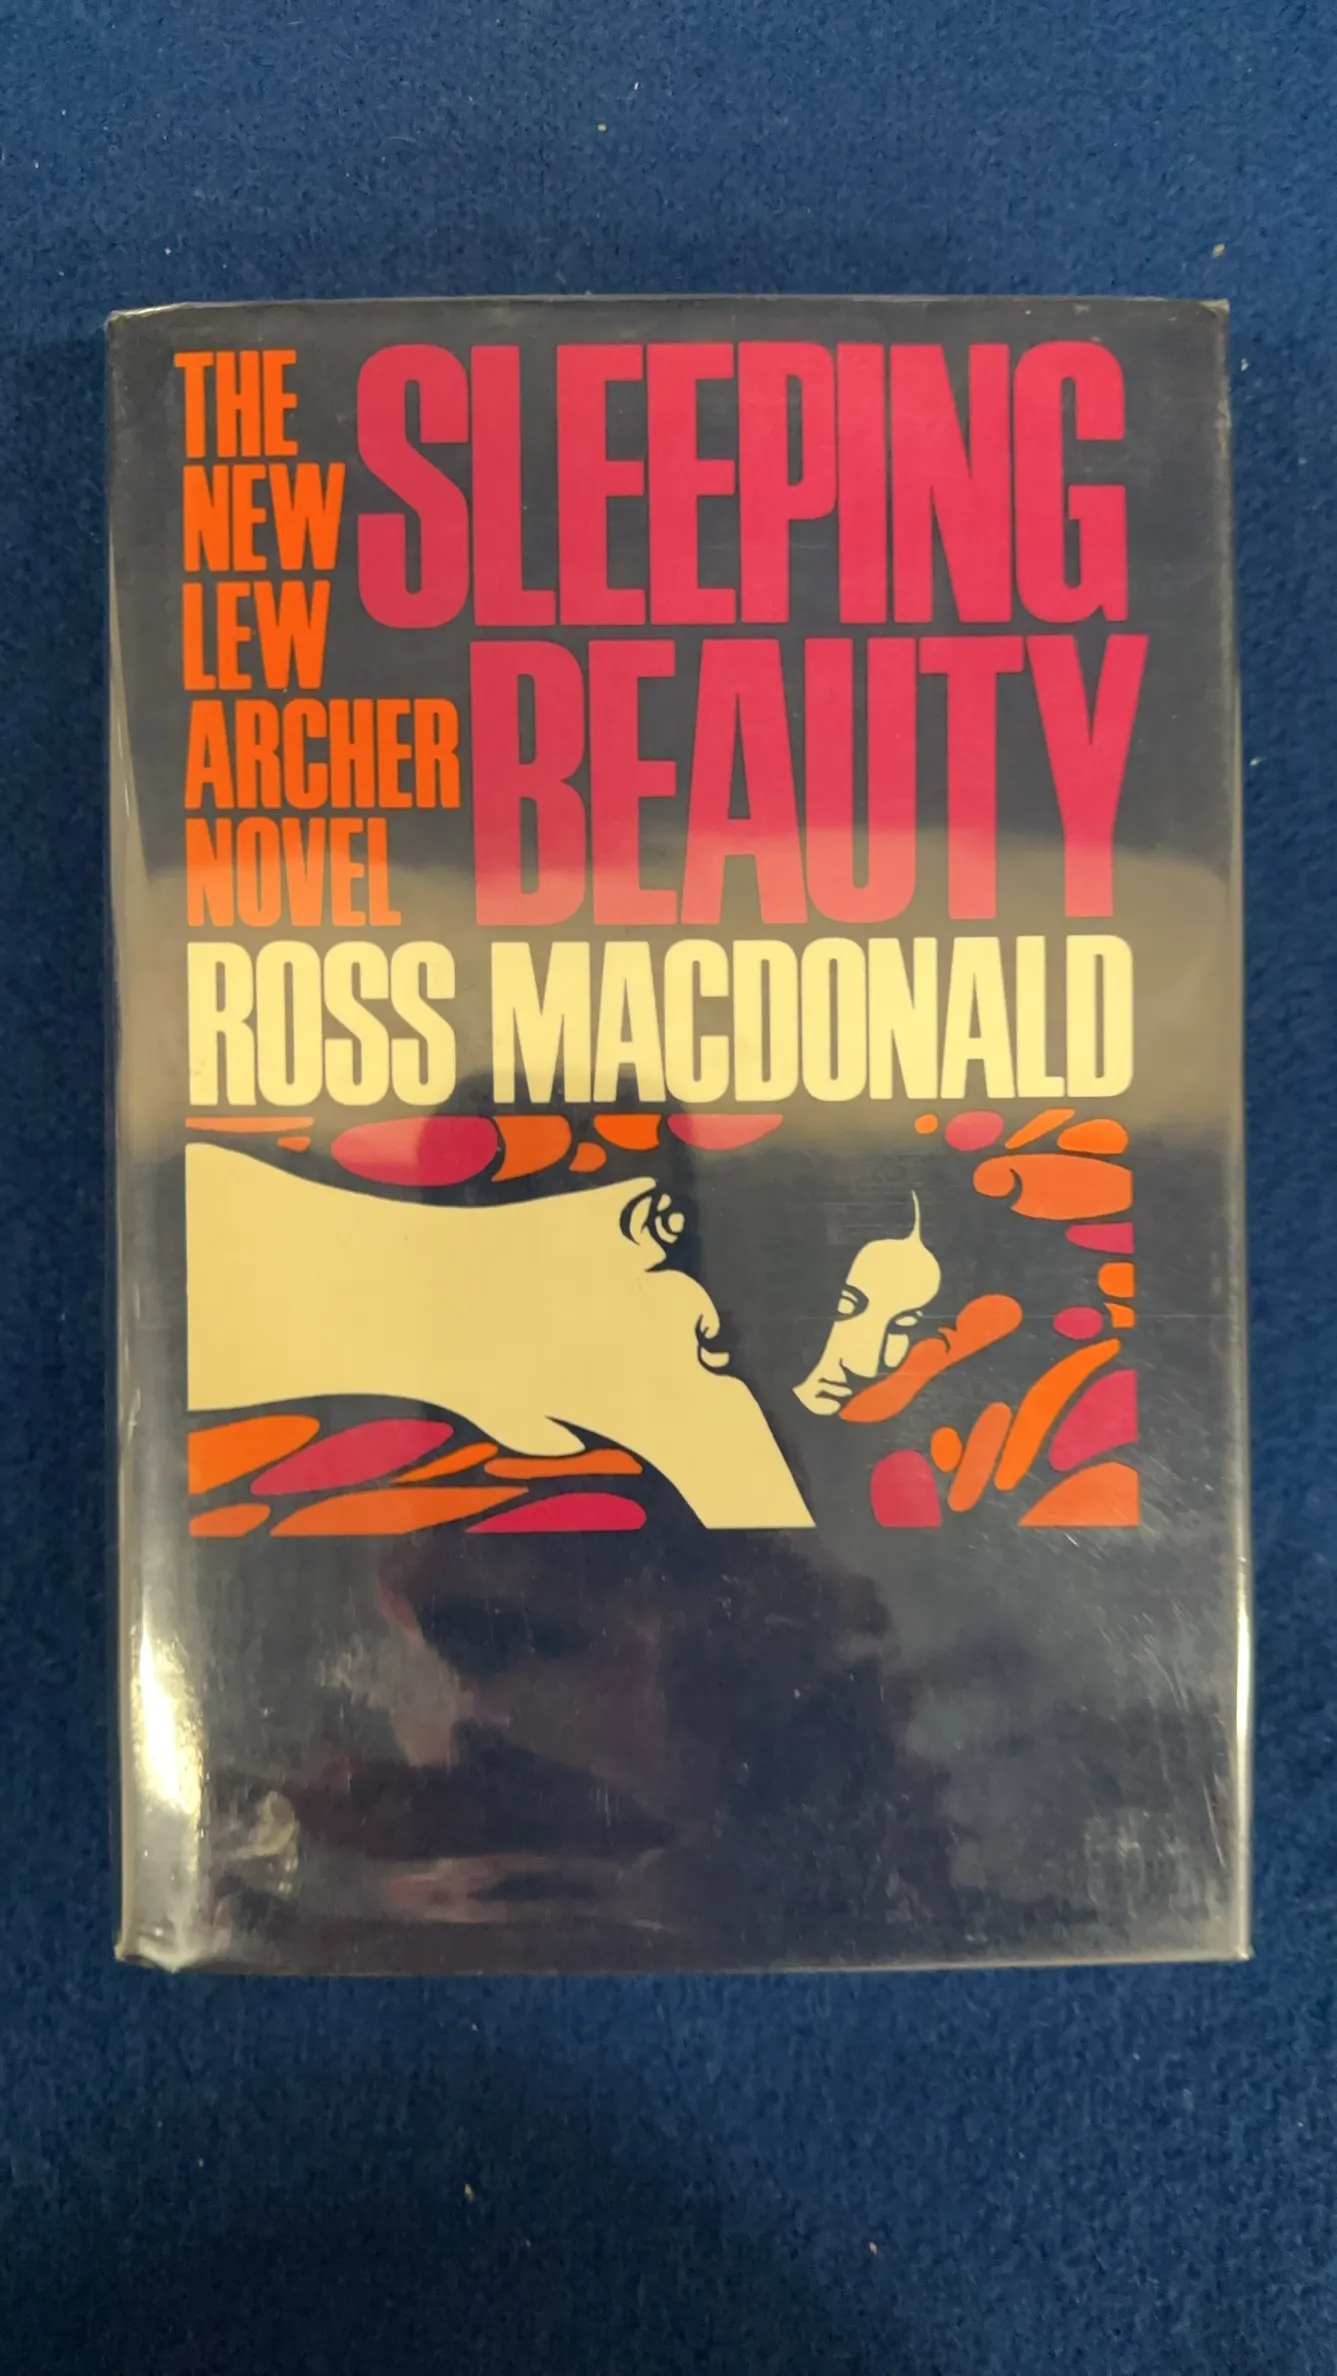 THE
NEW
LEW
ARCHER
NOVEL
SLEEPING
BEAUTY
ROSS MACDONALD